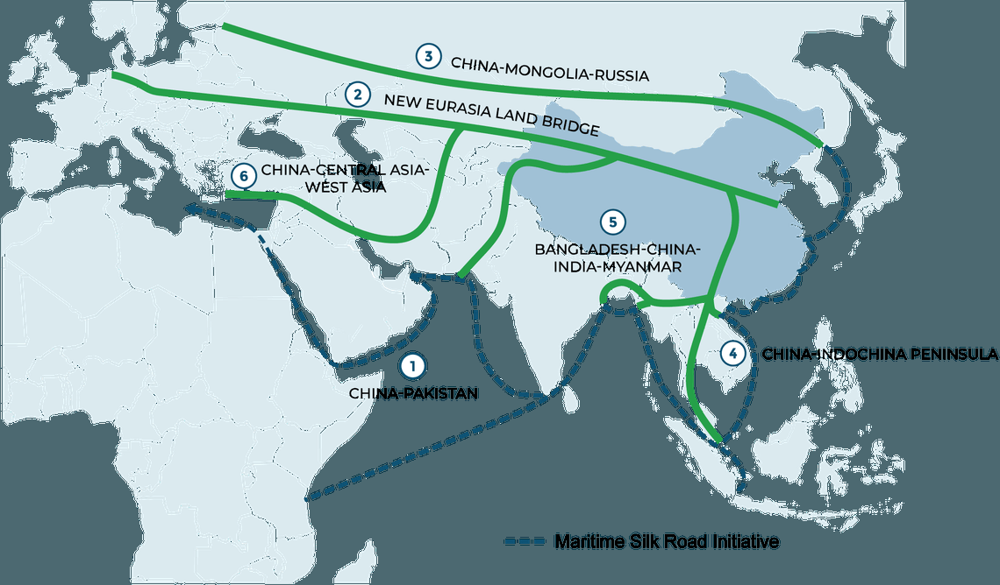 3 CHINA-MONGOLIA-RUSSIA
2 NEW EURASIA LAND BRIDGE
6 CHINA-CENTRAL ASIA-
WEST ASIA
5
BANGLADESH-CHINA-
INDIA-MYANMAR
4 CHINA-INDOCHINA PENINSULA
1
CHINA-PAKISTAN
Maritime Silk Road Initiative